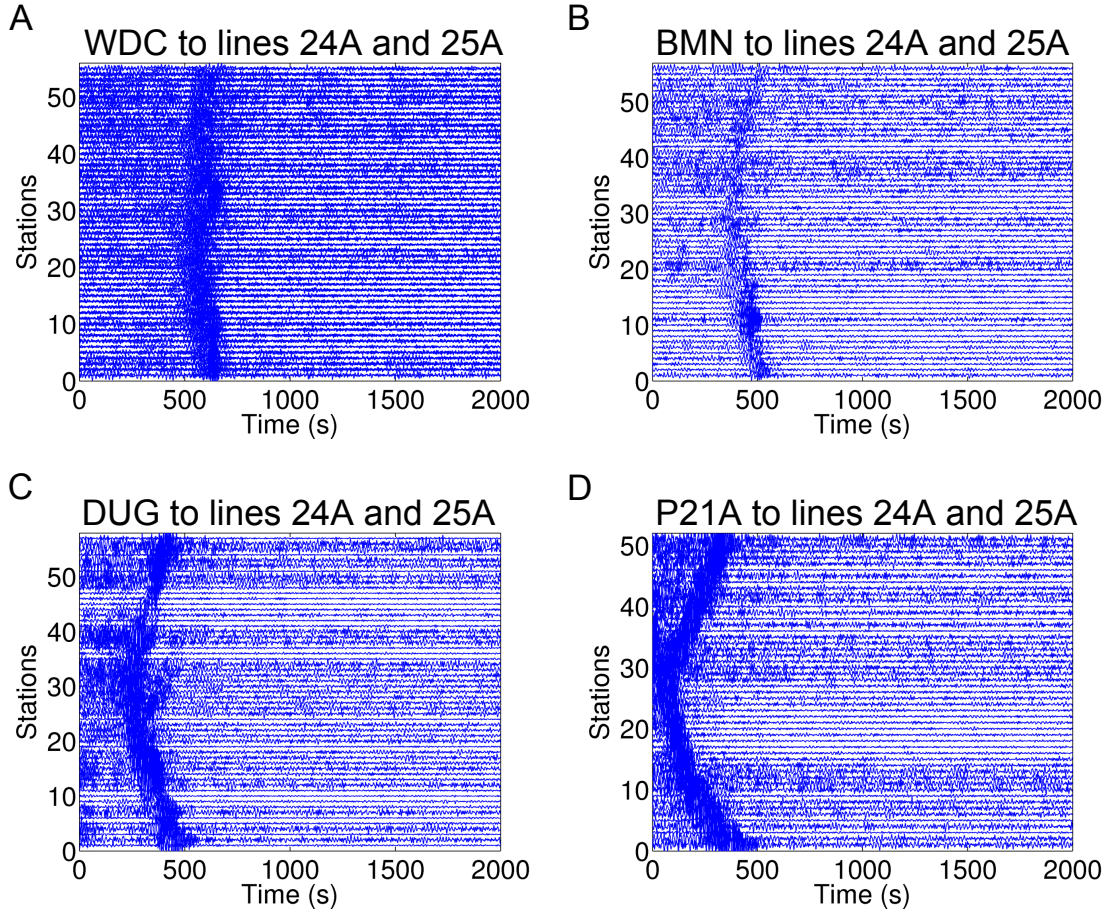 A
WDC to lines 24A and 25A
Stations
50
40
30
20
10
0
0 500 1000 1500 2000
Time (s)
B
BMN to lines 24A and 25A
Stations
50
40
30
20
10
0
0 500 1000 1500 2000
Time (s)
C
DUG to lines 24A and 25A
Stations
50
40
30
20
10
0
0 500 1000 1500 2000
Time (s)
D
P21A to lines 24A and 25A
Stations
50
40
30
20
10
0
0 500 1000 1500 2000
Time (s)